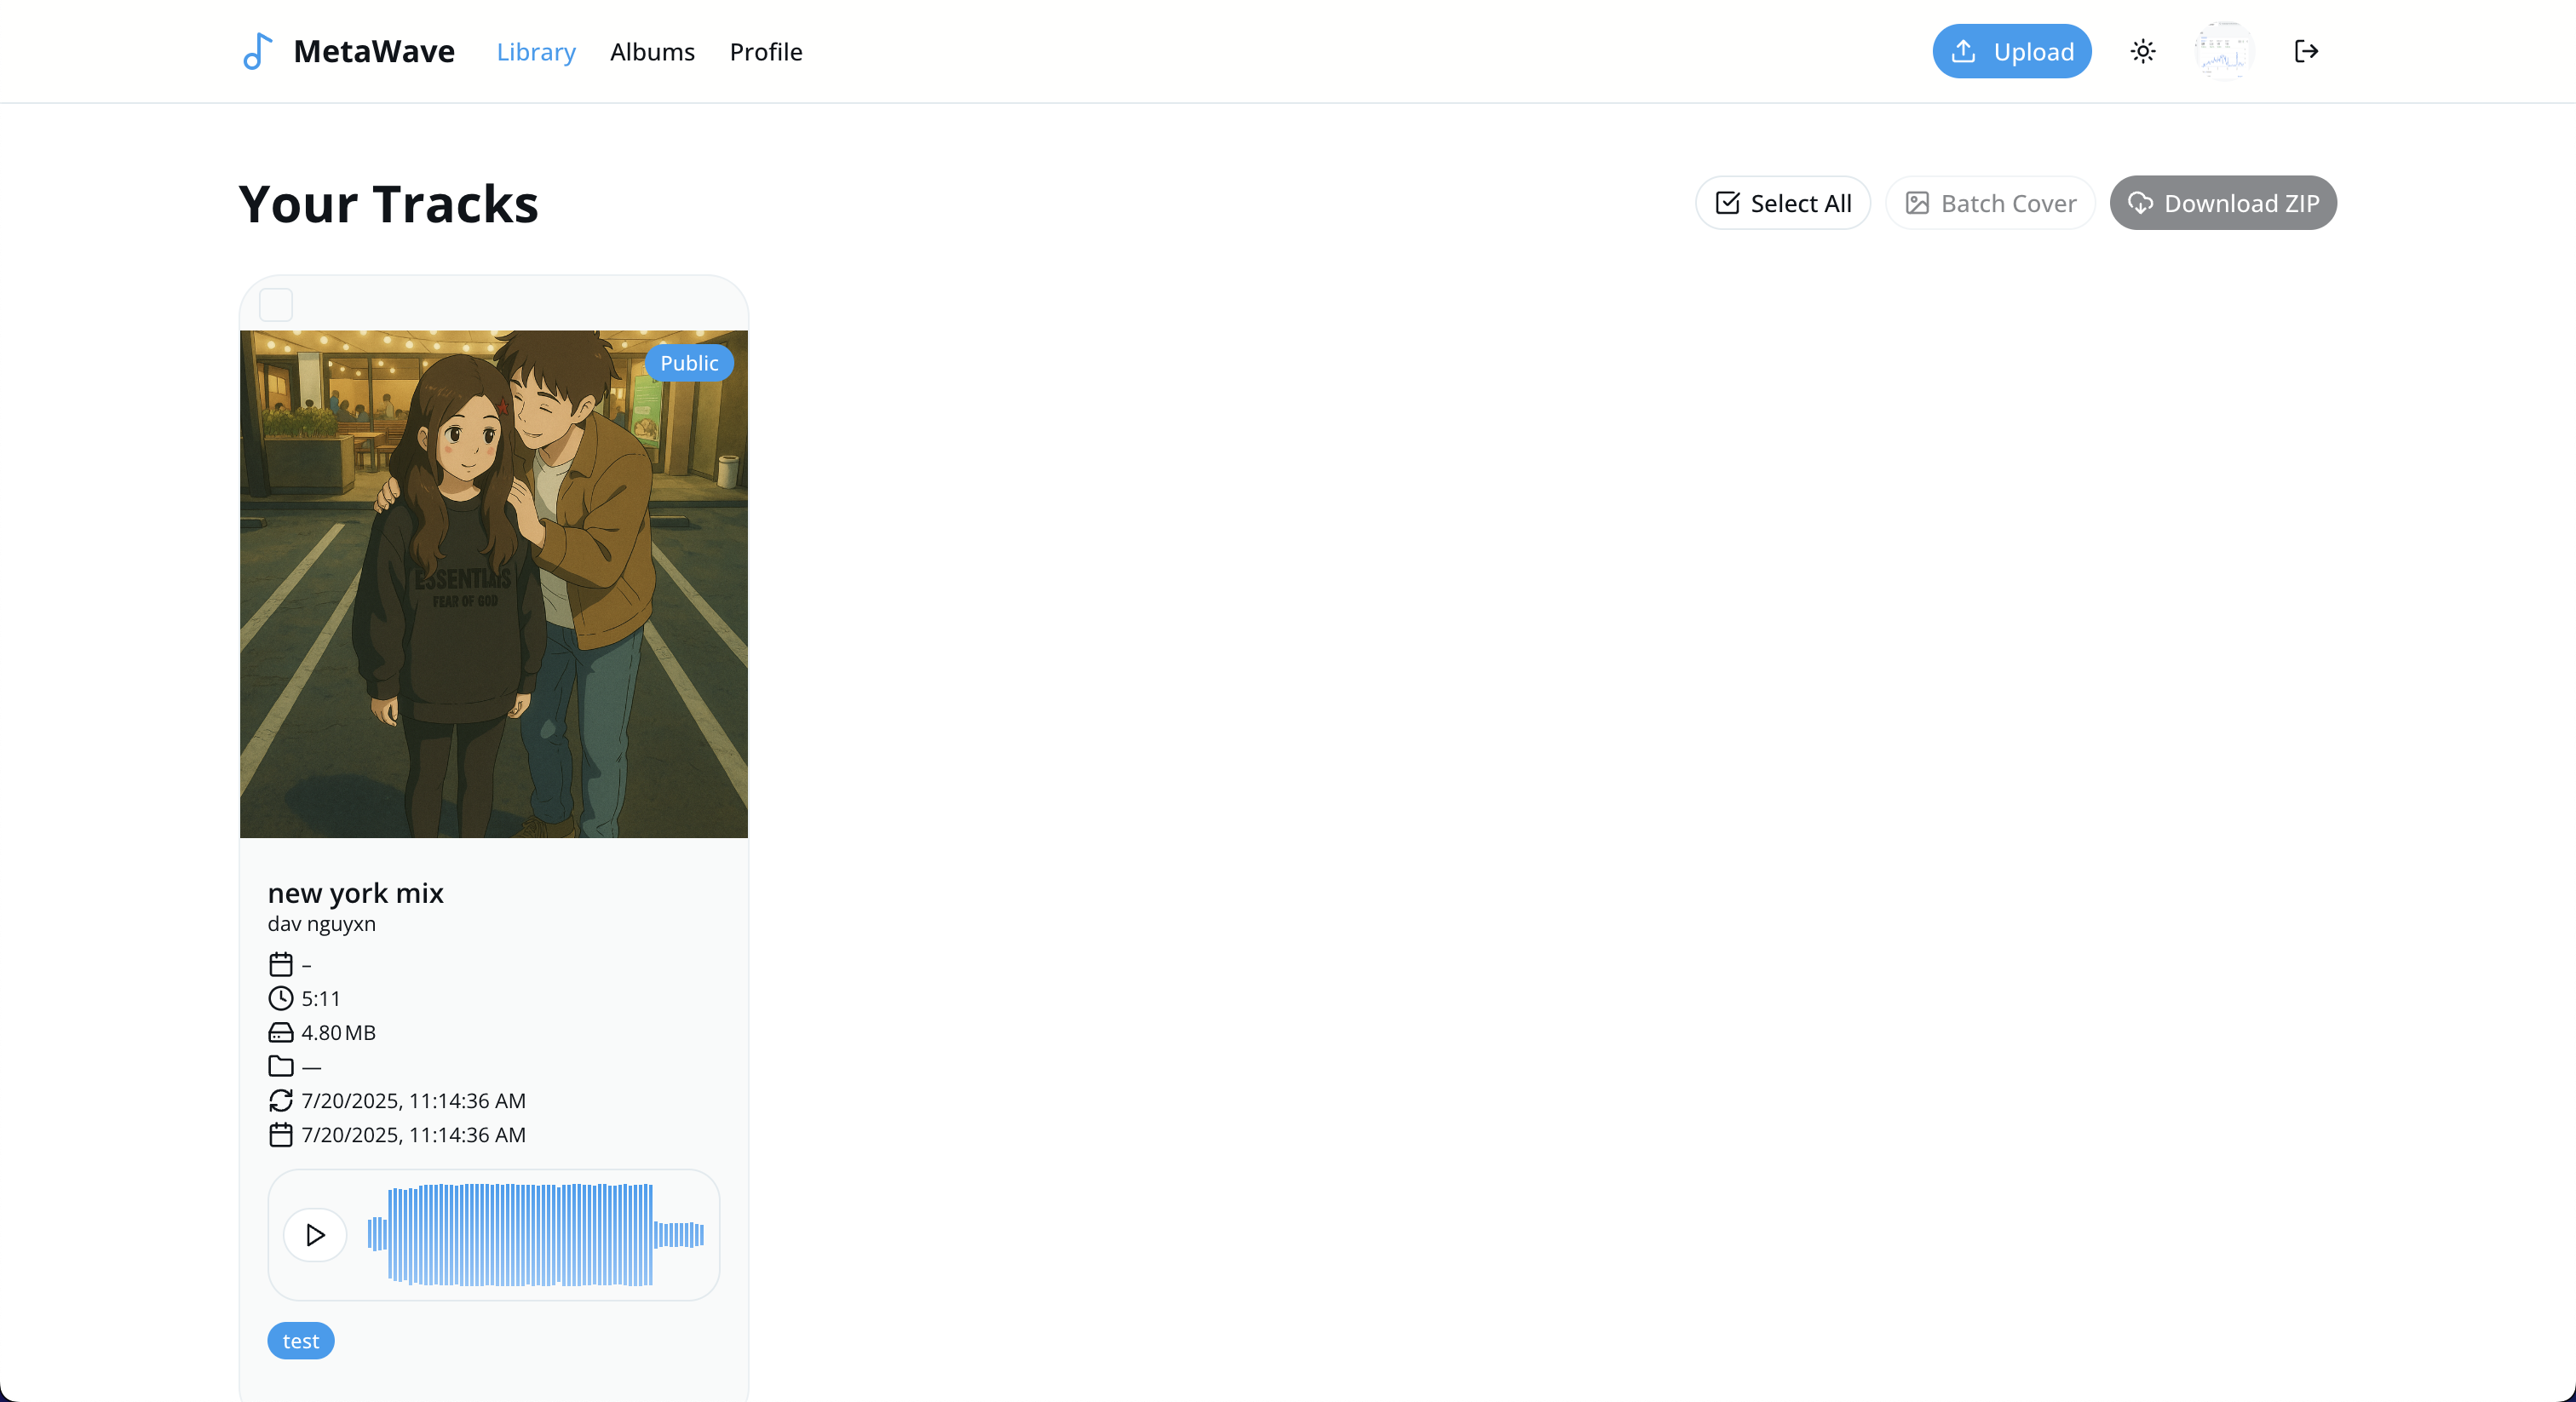 MetaWave Library Albums Profile Upload
Your Tracks Select All Batch Cover Download ZIP
Public
ESSENTIALS
FEAR OF GOD
new york mix
dav nguyxn
–
5:11
4.80 MB
—
7/20/2025, 11:14:36 AM
7/20/2025, 11:14:36 AM
test